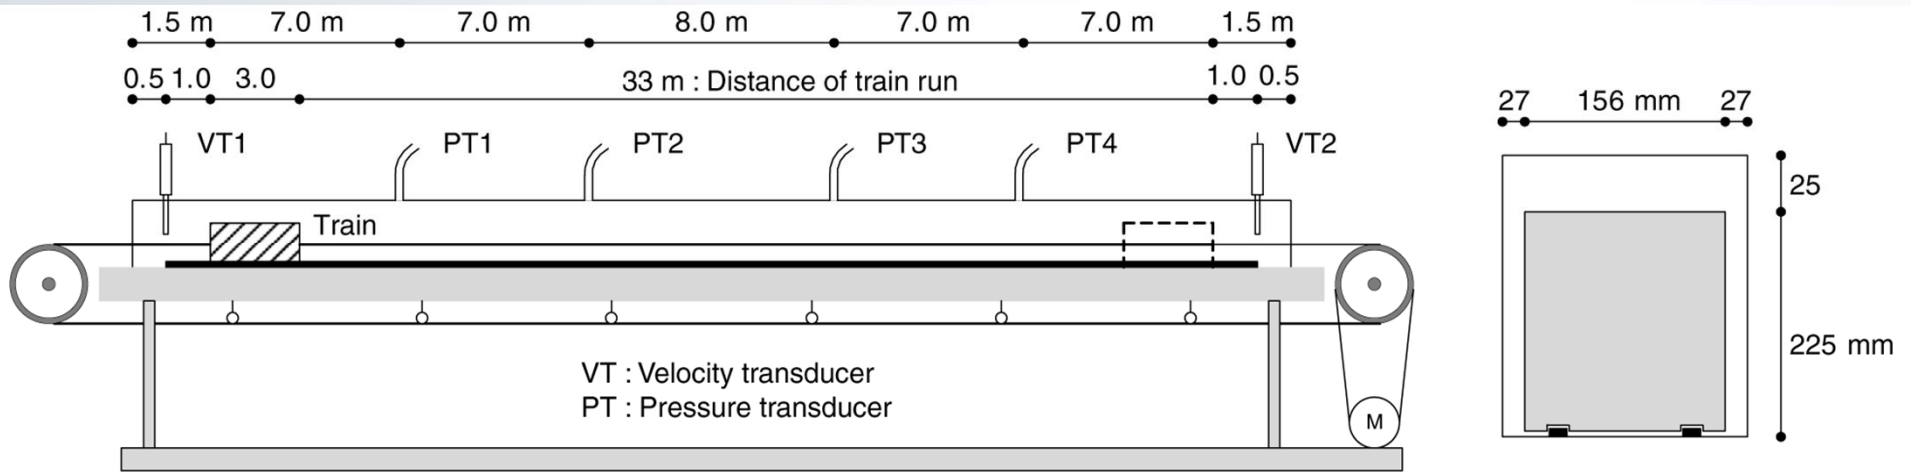 1.5 m 7.0 m 7.0 m 8.0 m 7.0 m 7.0 m 1.5 m
0.5 1.0 3.0 33 m : Distance of train run 1.0 0.5
VT1 PT1 PT2 PT3 PT4 VT2
Train
VT : Velocity transducer
PT : Pressure transducer
M
27 156 mm 27
25
225 mm